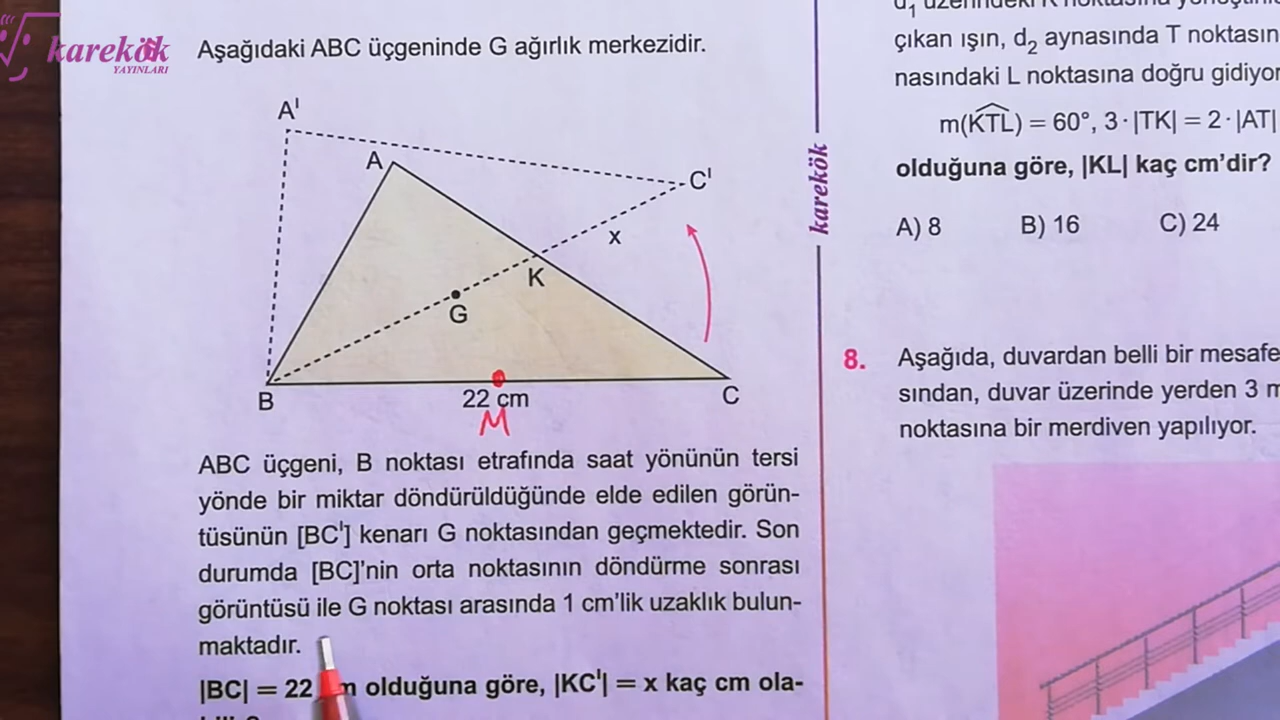 karekök
YAYINLARI
Aşağıdaki ABC üçgeninde G ağırlık merkezidir.
A'
A
C'
x
K
G
B
22 cm
C
M
ABC üçgeni, B noktası etrafında saat yönünün tersi
yönde bir miktar döndürüldüğünde elde edilen görün-
tüsünün [BC'] kenarı G noktasından geçmektedir. Son
durumda [BC]'nin orta noktasının döndürme sonrası
görüntüsü ile G noktası arasında 1 cm'lik uzaklık bulun-
maktadır.
|BC| = 22 m olduğuna göre, |KC'| = x kaç cm ola-
karekök
d₁ üzerindeki K noktasına
çıkan ışın, d₂ aynasında T noktasın
nasındaki L noktasına doğru gidiyor
m(KTL) = 60°, 3·|TK| = 2·|AT|
olduğuna göre, |KL| kaç cm'dir?
A) 8 B) 16 C) 24
8. Aşağıda, duvardan belli bir mesafe
sından, duvar üzerinde yerden 3 m
noktasına bir merdiven yapılıyor.